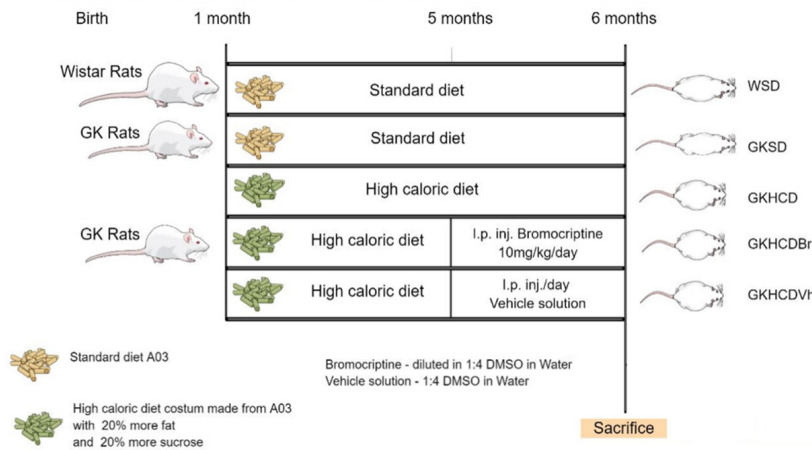 Birth
1 month
5 months
6 months
Wistar Rats
Standard diet
WSD
GK Rats
Standard diet
GKSD
High caloric diet
GKHCD
GK Rats
High caloric diet
I.p. inj. Bromocriptine
10mg/kg/day
GKHCDBr
High caloric diet
I.p. inj./day
Vehicle solution
GKHCDVh
Standard diet A03
Bromocriptine - diluted in 1:4 DMSO in Water
Vehicle solution - 1:4 DMSO in Water
High caloric diet costum made from A03
with 20% more fat
and 20% more sucrose
Sacrifice